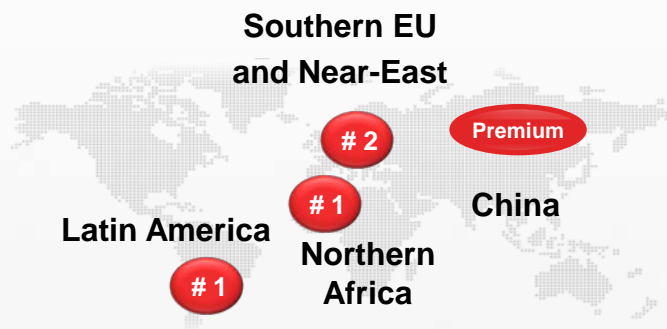 Southern EU
and Near-East
# 2
Premium
# 1
China
Latin America
Northern
Africa
# 1